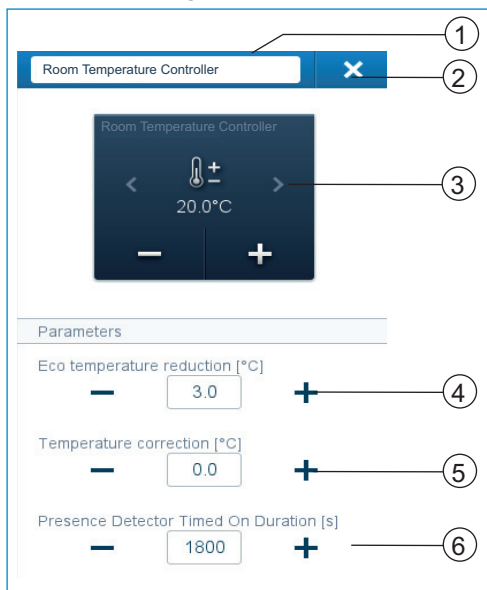 1
Room Temperature Controller
2
Room Temperature Controller
3
20.0°C
Parameters
Eco temperature reduction [°C]
3.0
4
Temperature correction [°C]
0.0
5
Presence Detector Timed On Duration [s]
1800
6